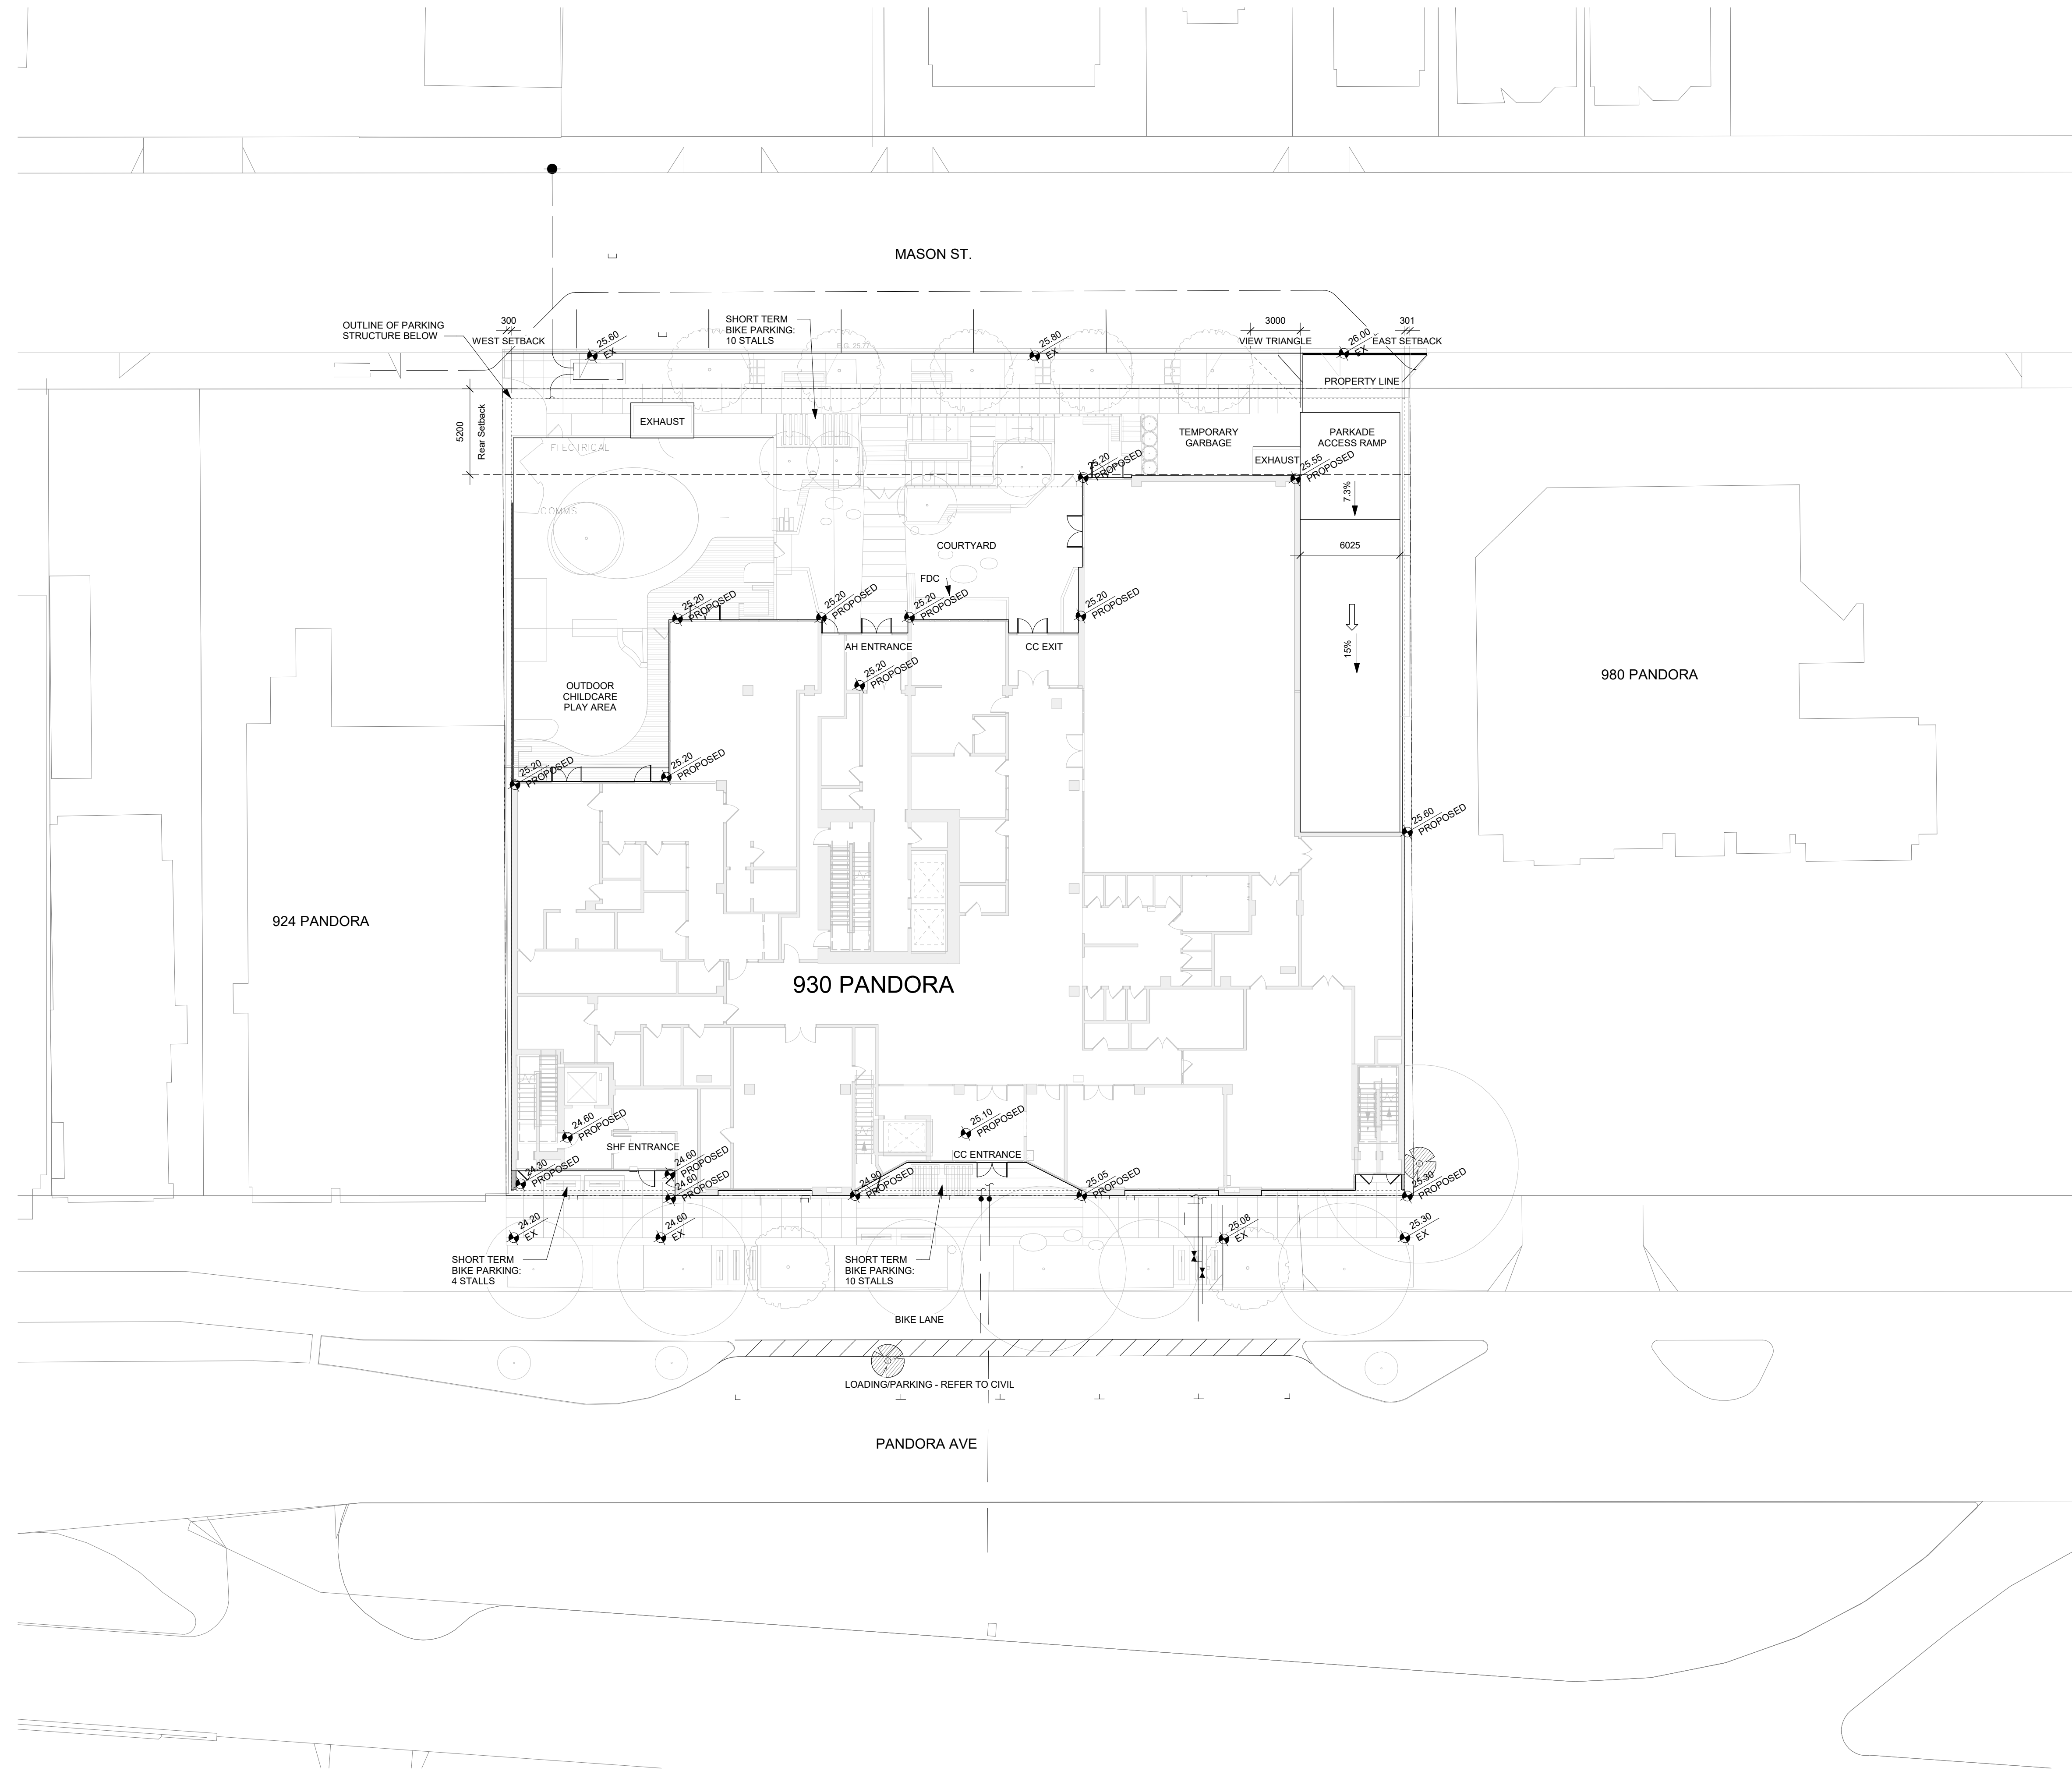 MASON ST.
OUTLINE OF PARKING
STRUCTURE BELOW
300
WEST SETBACK
25.60
EX
SHORT TERM
BIKE PARKING:
10 STALLS
E.G. 25.77
25.80
EX
3000
VIEW TRIANGLE
26.00
EX
301
EAST SETBACK
PROPERTY LINE
5200
Rear Setback
EXHAUST
ELECTRICAL
TEMPORARY
GARBAGE
PARKADE
ACCESS RAMP
EXHAUST
25.20
PROPOSED
25.55
PROPOSED
7.3%
COMMS
COURTYARD
6025
FDC
25.20
PROPOSED
25.20
PROPOSED
25.20
PROPOSED
25.20
PROPOSED
AH ENTRANCE
CC EXIT
15%
25.20
PROPOSED
980 PANDORA
OUTDOOR
CHILDCARE
PLAY AREA
25.20
PROPOSED
25.20
PROPOSED
25.60
PROPOSED
924 PANDORA
930 PANDORA
24.60
PROPOSED
25.10
PROPOSED
SHF ENTRANCE
CC ENTRANCE
24.30
PROPOSED
24.60
PROPOSED
24.60
PROPOSED
24.90
PROPOSED
25.05
PROPOSED
25.30
PROPOSED
24.20
EX
24.60
EX
25.08
EX
25.30
EX
SHORT TERM
BIKE PARKING:
4 STALLS
SHORT TERM
BIKE PARKING:
10 STALLS
BIKE LANE
LOADING/PARKING - REFER TO CIVIL
PANDORA AVE